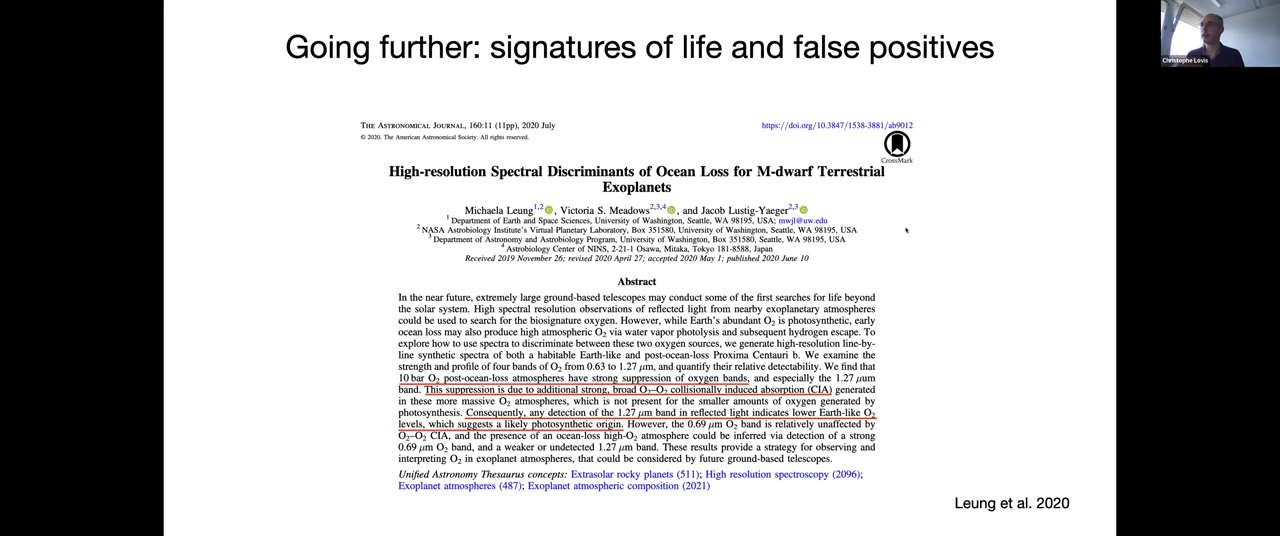 Going further: signatures of life and false positives
Christophe Lovis
THE ASTRONOMICAL JOURNAL, 160:11 (11pp), 2020 July
https://doi.org/10.3847/1538-3881/ab9012
© 2020. The American Astronomical Society. All rights reserved.
CrossMark
High-resolution Spectral Discriminants of Ocean Loss for M-dwarf Terrestrial
Exoplanets
Michaela Leung1,2, Victoria S. Meadows2,3,4, and Jacob Lustig-Yaeger2,3
1 Department of Earth and Space Sciences, University of Washington, Seattle, WA 98195, USA; mwjl@uw.edu
2 NASA Astrobiology Institute's Virtual Planetary Laboratory, Box 351580, University of Washington, Seattle, WA 98195, USA
3 Department of Astronomy and Astrobiology Program, University of Washington, Box 351580, Seattle, WA 98195, USA
4 Astrobiology Center of NINS, 2-21-1 Osawa, Mitaka, Tokyo 181-8588, Japan
Received 2019 November 26; revised 2020 April 27; accepted 2020 May 1; published 2020 June 10
Abstract
In the near future, extremely large ground-based telescopes may conduct some of the first searches for life beyond
the solar system. High spectral resolution observations of reflected light from nearby exoplanetary atmospheres
could be used to search for the biosignature oxygen. However, while Earth's abundant O2 is photosynthetic, early
ocean loss may also produce high atmospheric O2 via water vapor photolysis and subsequent hydrogen escape. To
explore how to use spectra to discriminate between these two oxygen sources, we generate high-resolution line-by-
line synthetic spectra of both a habitable Earth-like and post-ocean-loss Proxima Centauri b. We examine the
strength and profile of four bands of O2 from 0.63 to 1.27 μm, and quantify their relative detectability. We find that
10 bar O2 post-ocean-loss atmospheres have strong suppression of oxygen bands, and especially the 1.27 μm
band. This suppression is due to additional strong, broad O2–O2 collisionally induced absorption (CIA) generated
in these more massive O2 atmospheres, which is not present for the smaller amounts of oxygen generated by
photosynthesis. Consequently, any detection of the 1.27 μm band in reflected light indicates lower Earth-like O2
levels, which suggests a likely photosynthetic origin. However, the 0.69 μm O2 band is relatively unaffected by
O2–O2 CIA, and the presence of an ocean-loss high-O2 atmosphere could be inferred via detection of a strong
0.69 μm O2 band, and a weaker or undetected 1.27 μm band. These results provide a strategy for observing and
interpreting O2 in exoplanet atmospheres, that could be considered by future ground-based telescopes.
Unified Astronomy Thesaurus concepts: Extrasolar rocky planets (511); High resolution spectroscopy (2096);
Exoplanet atmospheres (487); Exoplanet atmospheric composition (2021)
Leung et al. 2020